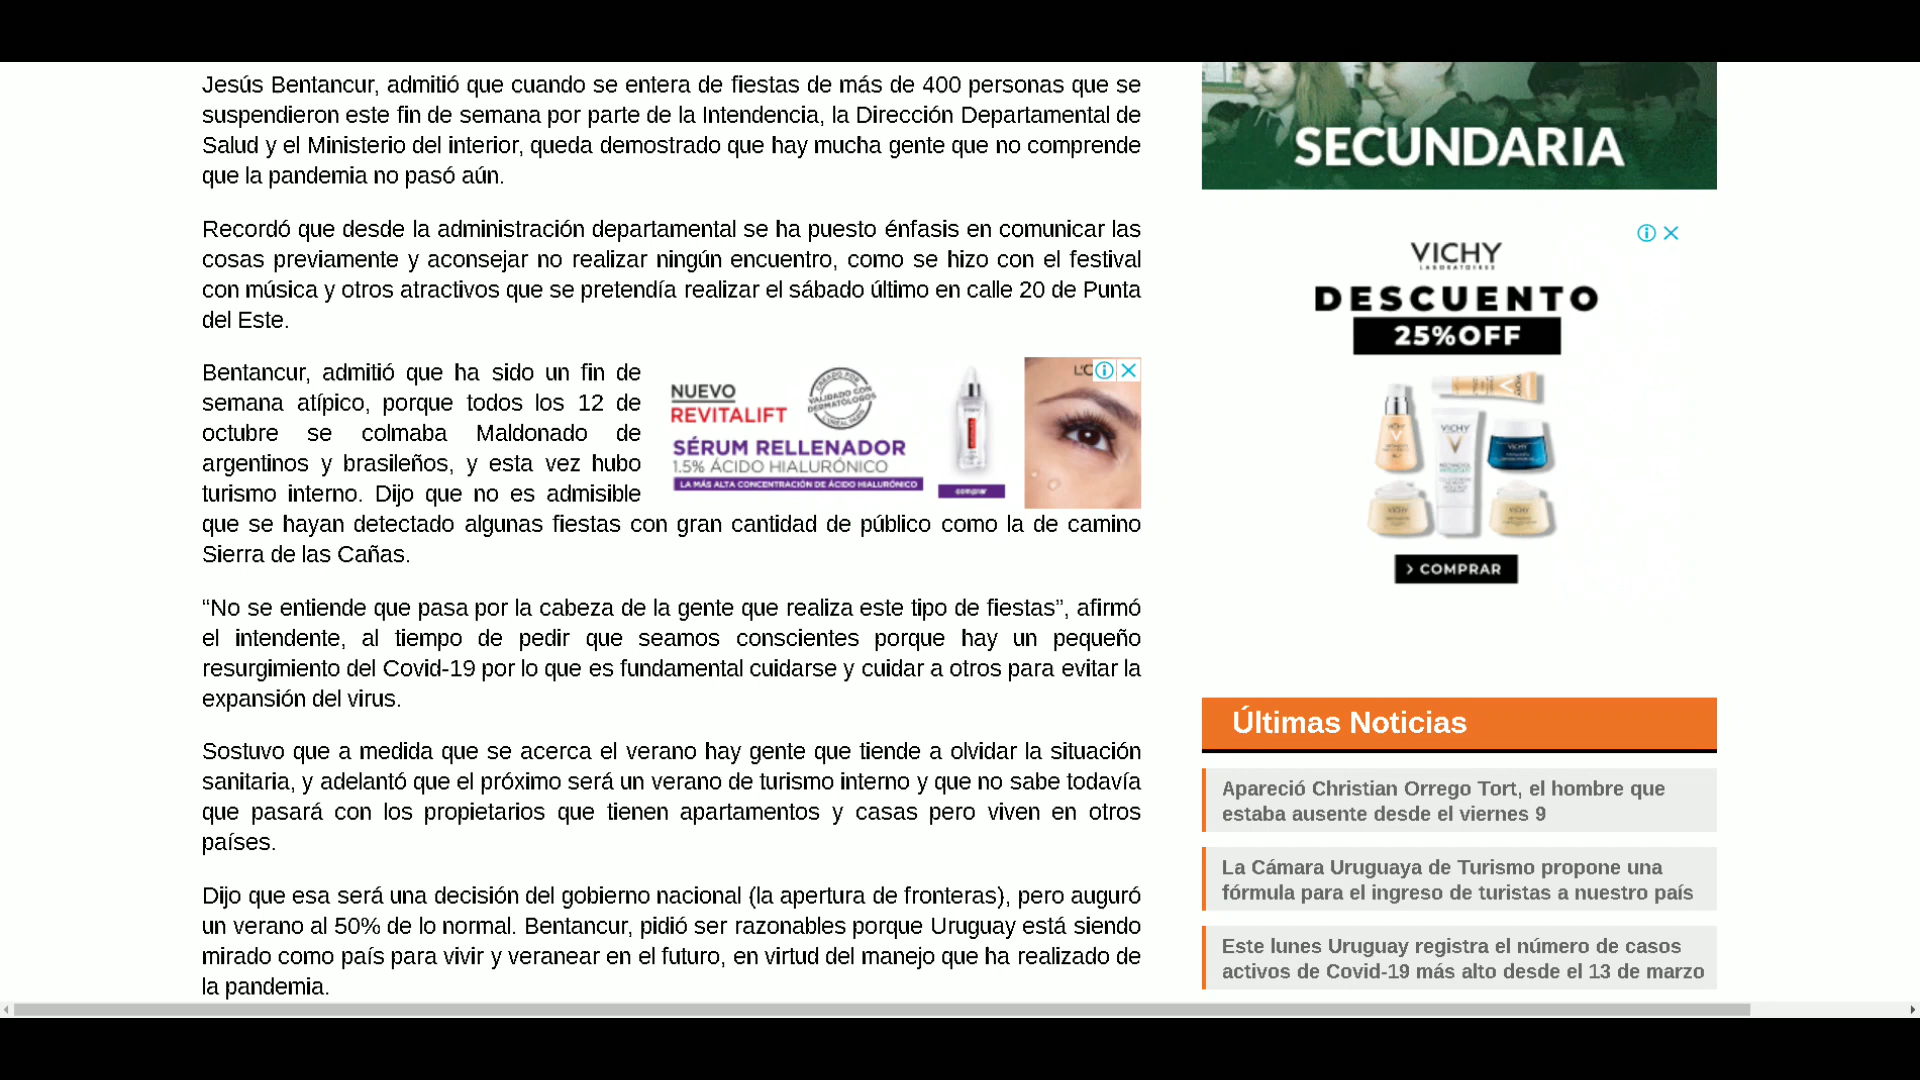 Jesús Bentancur, admitió que cuando se entera de fiestas de más de 400 personas que se
suspendieron este fin de semana por parte de la Intendencia, la Dirección Departamental de
Salud y el Ministerio del interior, queda demostrado que hay mucha gente que no comprende
que la pandemia no pasó aún.
Recordó que desde la administración departamental se ha puesto énfasis en comunicar las
cosas previamente y aconsejar no realizar ningún encuentro, como se hizo con el festival
con música y otros atractivos que se pretendía realizar el sábado último en calle 20 de Punta
del Este.
Bentancur, admitió que ha sido un fin de
semana atípico, porque todos los 12 de
octubre se colmaba Maldonado de
argentinos y brasileños, y esta vez hubo
turismo interno. Dijo que no es admisible
que se hayan detectado algunas fiestas con gran cantidad de público como la de camino
Sierra de las Cañas.
NUEVO
REVITALIFT
CREADO POR
VALIDADO CON
DERMATÓLOGOS
SÉRUM RELLENADOR
1.5% ÁCIDO HIALURÓNICO
LA MÁS ALTA CONCENTRACIÓN DE ÁCIDO HIALURÓNICO
comprar
L'O
“No se entiende que pasa por la cabeza de la gente que realiza este tipo de fiestas”, afirmó
el intendente, al tiempo de pedir que seamos conscientes porque hay un pequeño
resurgimiento del Covid-19 por lo que es fundamental cuidarse y cuidar a otros para evitar la
expansión del virus.
Sostuvo que a medida que se acerca el verano hay gente que tiende a olvidar la situación
sanitaria, y adelantó que el próximo será un verano de turismo interno y que no sabe todavía
que pasará con los propietarios que tienen apartamentos y casas pero viven en otros
países.
Dijo que esa será una decisión del gobierno nacional (la apertura de fronteras), pero auguró
un verano al 50% de lo normal. Bentancur, pidió ser razonables porque Uruguay está siendo
mirado como país para vivir y veranear en el futuro, en virtud del manejo que ha realizado de
la pandemia.
SECUNDARIA
VICHY
LABORATOIRES
DESCUENTO
25%OFF
VICHY
VICHY
VICHY
VICHY
VICHY
> COMPRAR
Últimas Noticias
Apareció Christian Orrego Tort, el hombre que
estaba ausente desde el viernes 9
La Cámara Uruguaya de Turismo propone una
fórmula para el ingreso de turistas a nuestro país
Este lunes Uruguay registra el número de casos
activos de Covid-19 más alto desde el 13 de marzo